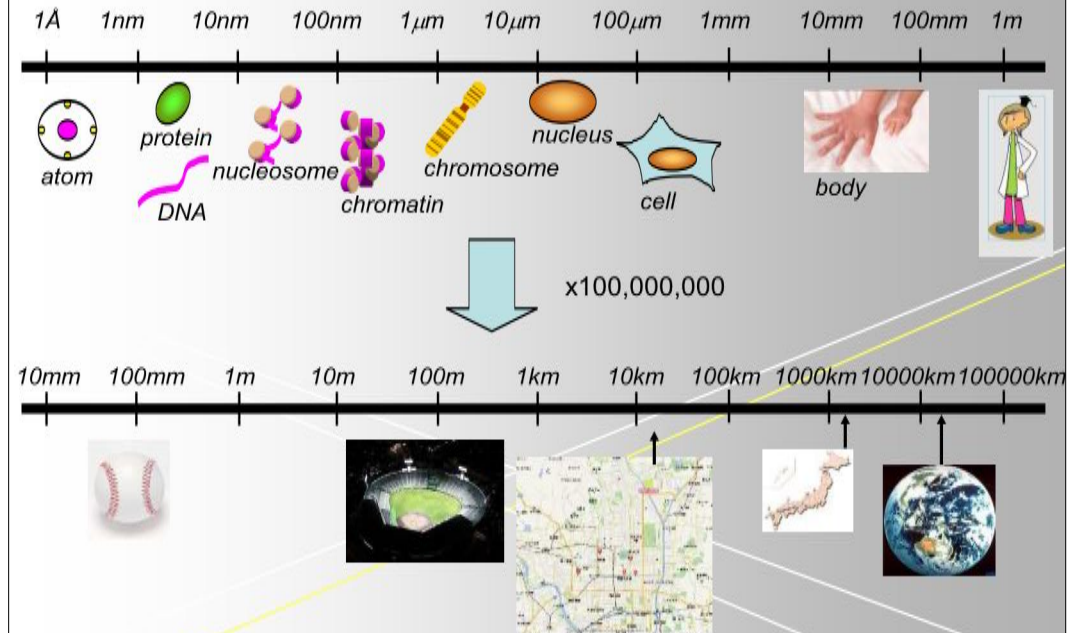 1Å 1nm 10nm 100nm 1μm 10μm 100μm 1mm 10mm 100mm 1m
atom
protein
DNA
nucleosome
chromatin
chromosome
nucleus
cell
body
x100,000,000
10mm 100mm 1m 10m 100m 1km 10km 100km 1000km 10000km 100000km